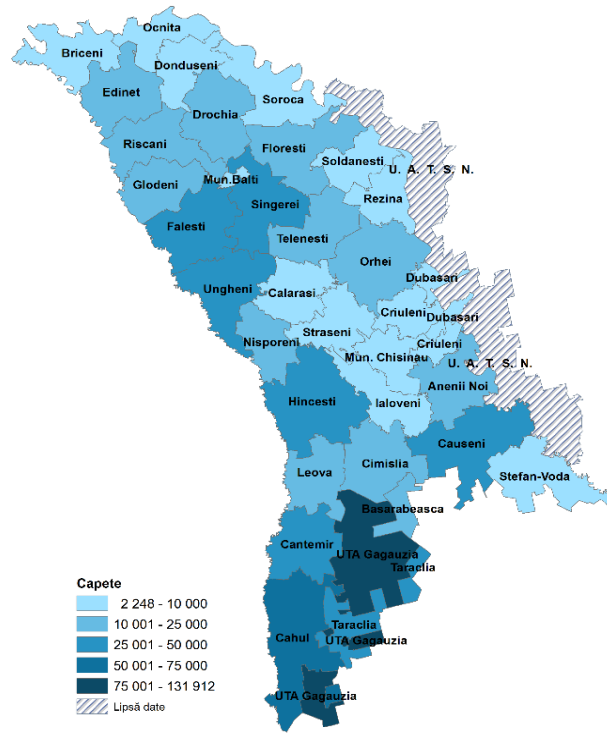 Ocnita
Briceni
Donduseni
Edinet
Soroca
Drochia
Riscani
Floresti
Soldanesti
U. A. T. S. N.
Mun.Balti
Glodeni
Singerei
Rezina
Falesti
Telenesti
Orhei
Dubasari
Ungheni
Calarasi
Criuleni
Dubasari
Straseni
Nisporeni
Criuleni
Mun. Chisinau
U. A. T. S. N.
Anenii Noi
Hincesti
Ialoveni
Causeni
Cimislia
Leova
Stefan-Voda
Basarabeasca
Cantemir
UTA Gagauzia
Taraclia
Taraclia
Cahul
UTA Gagauzia
UTA Gagauzia
Capete
2 248 - 10 000
10 001 - 25 000
25 001 - 50 000
50 001 - 75 000
75 001 - 131 912
Lipsă date